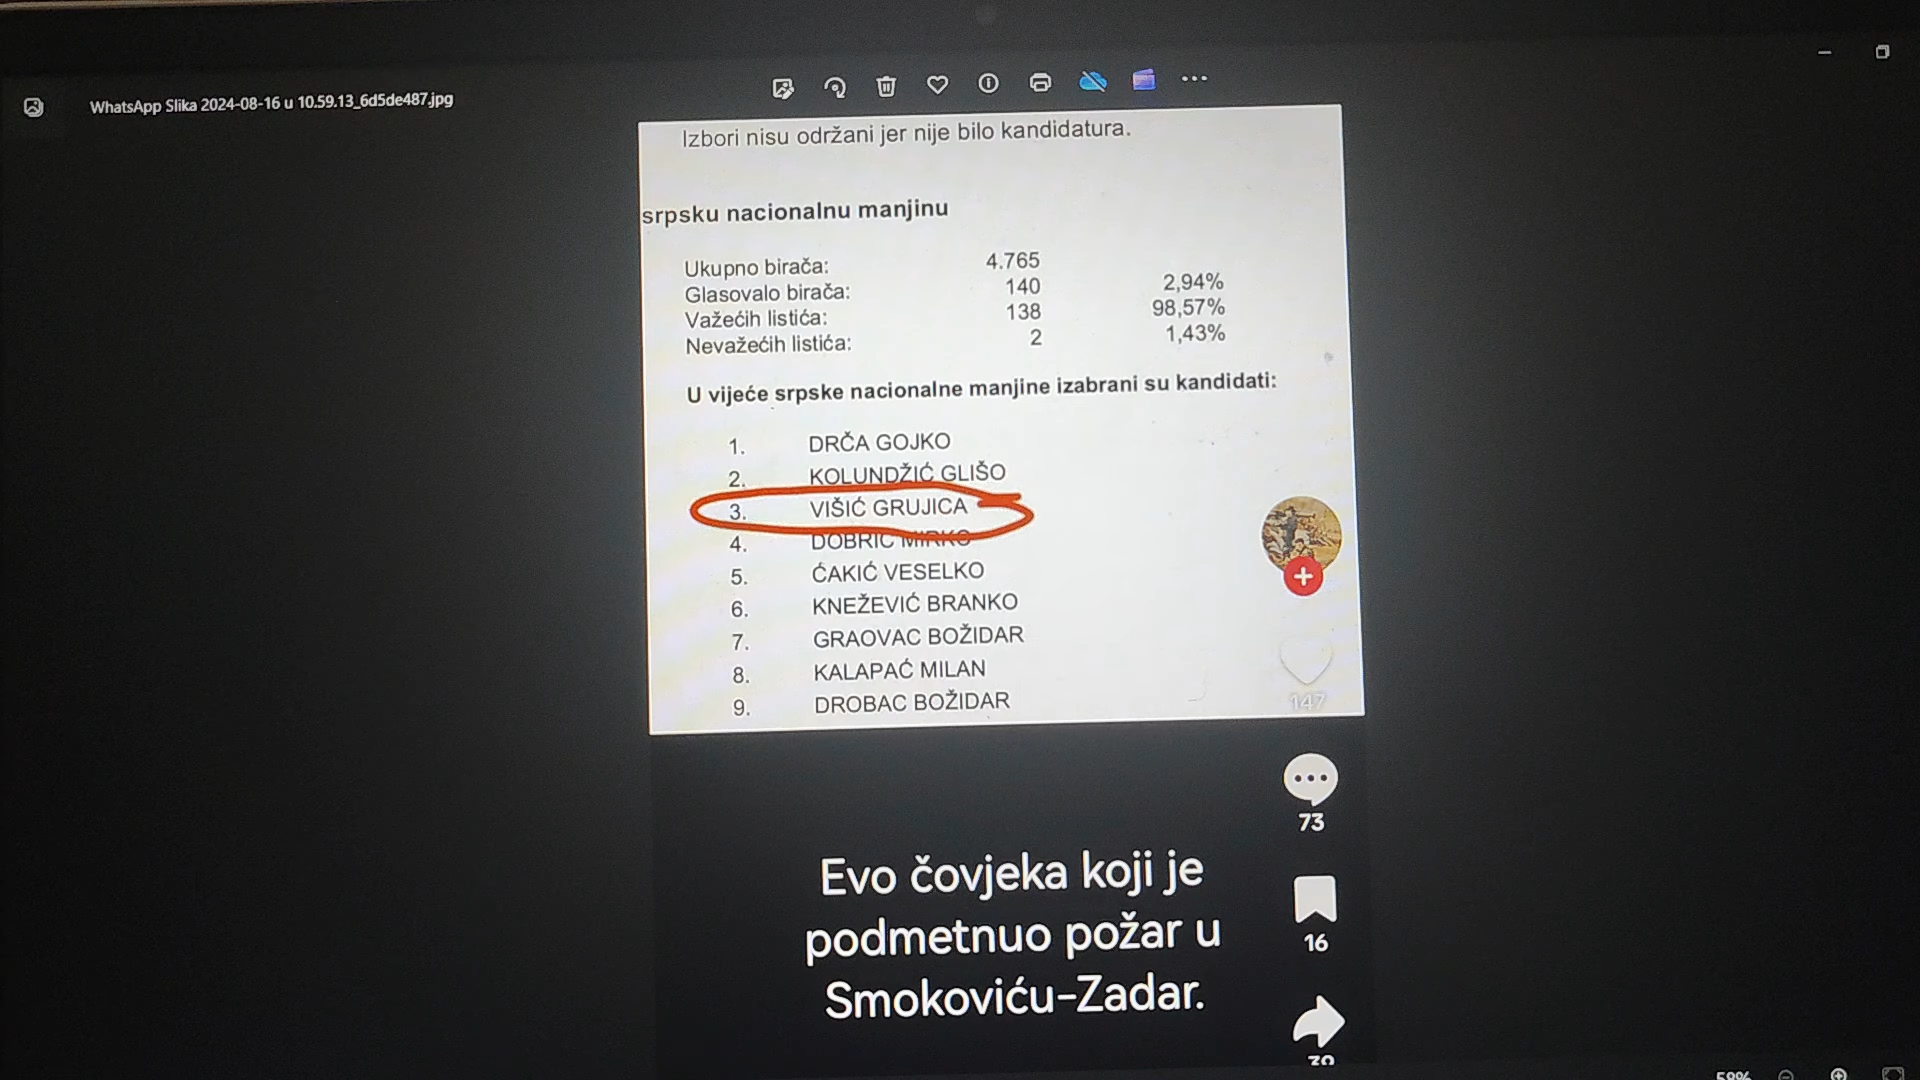 WhatsApp Slika 2024-08-16 u 10.59.13_6d5de487.jpg
Izbori nisu održani jer nije bilo kandidatura.
srpsku nacionalnu manjinu
Ukupno birača: 4.765
Glasovalo birača: 140 2,94%
Važećih listića: 138 98,57%
Nevažećih listića: 2 1,43%
U vijeće srpske nacionalne manjine izabrani su kandidati:
1. DRČA GOJKO
2. KOLUNDŽIĆ GLIŠO
3. VIŠIĆ GRUJICA
4. DOBRIĆ MIRKO
5. ĆAKIĆ VESELKO
6. KNEŽEVIĆ BRANKO
7. GRAOVAC BOŽIDAR
8. KALAPAĆ MILAN
9. DROBAC BOŽIDAR
147
73
Evo čovjeka koji je
podmetnuo požar u
Smokoviću-Zadar.
16
59%